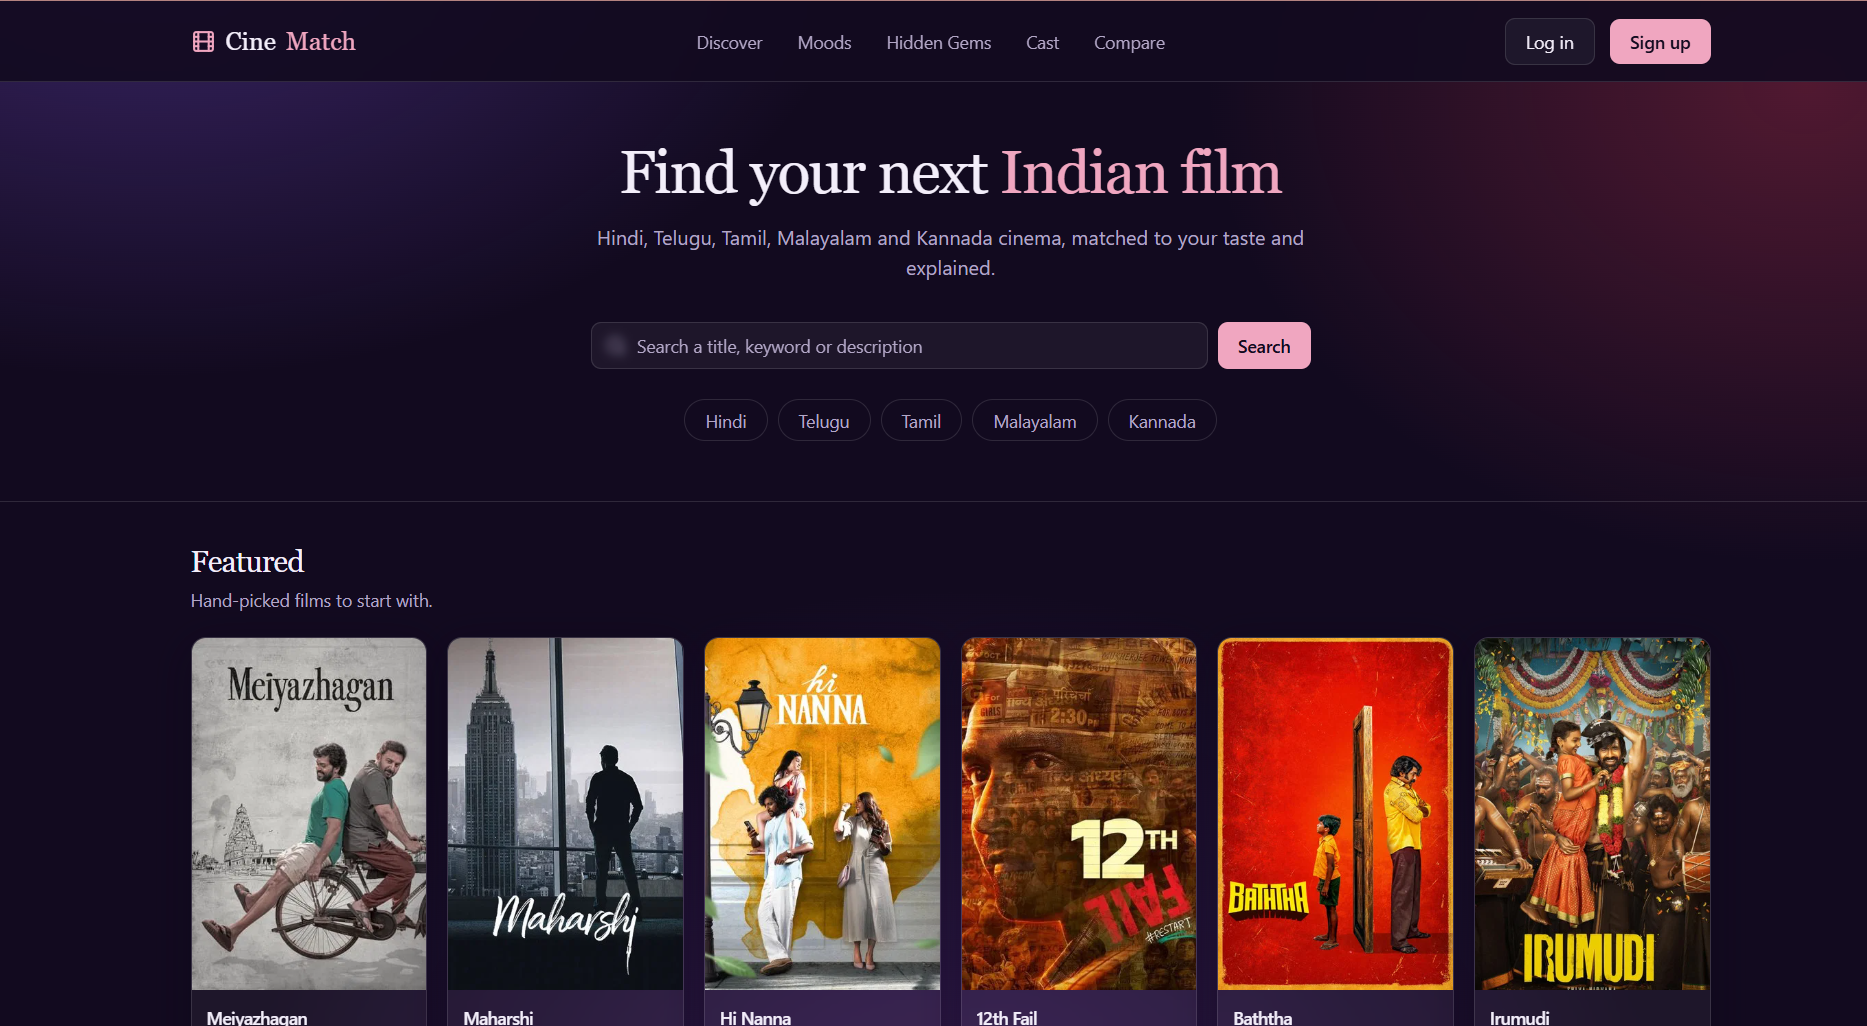 Cine Match
Discover
Moods
Hidden Gems
Cast
Compare
Log in
Sign up
Find your next Indian film
Hindi, Telugu, Tamil, Malayalam and Kannada cinema, matched to your taste and
explained.
Search a title, keyword or description
Search
Hindi
Telugu
Tamil
Malayalam
Kannada
Featured
Hand-picked films to start with.
Meiyazhagan
Maharshi
hi
NANNA
2:30PM
12TH
FAIL
#RESTART
BATHTHA
IRUMUDI
Meiyazhagan
Maharshi
Hi Nanna
12th Fail
Baththa
Irumudi